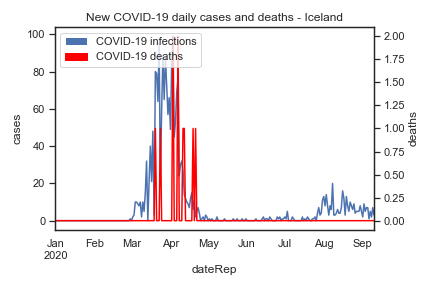 New COVID-19 daily cases and deaths - Iceland
COVID-19 infections
COVID-19 deaths
100
80
60
40
20
0
cases
2.00
1.75
1.50
1.25
1.00
0.75
0.50
0.25
0.00
deaths
Jan Feb Mar Apr May Jun Jul Aug Sep
2020
dateRep